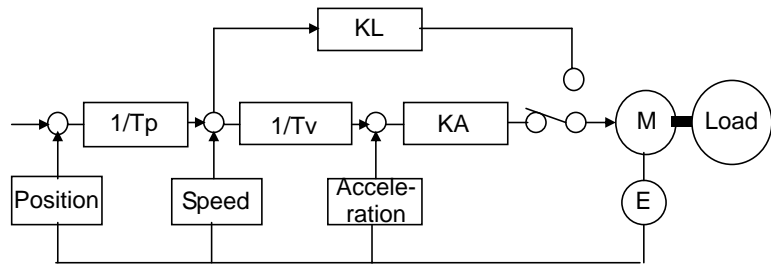 KL
1/Tp
1/Tv
KA
M
Load
Position
Speed
Accele-
ration
E